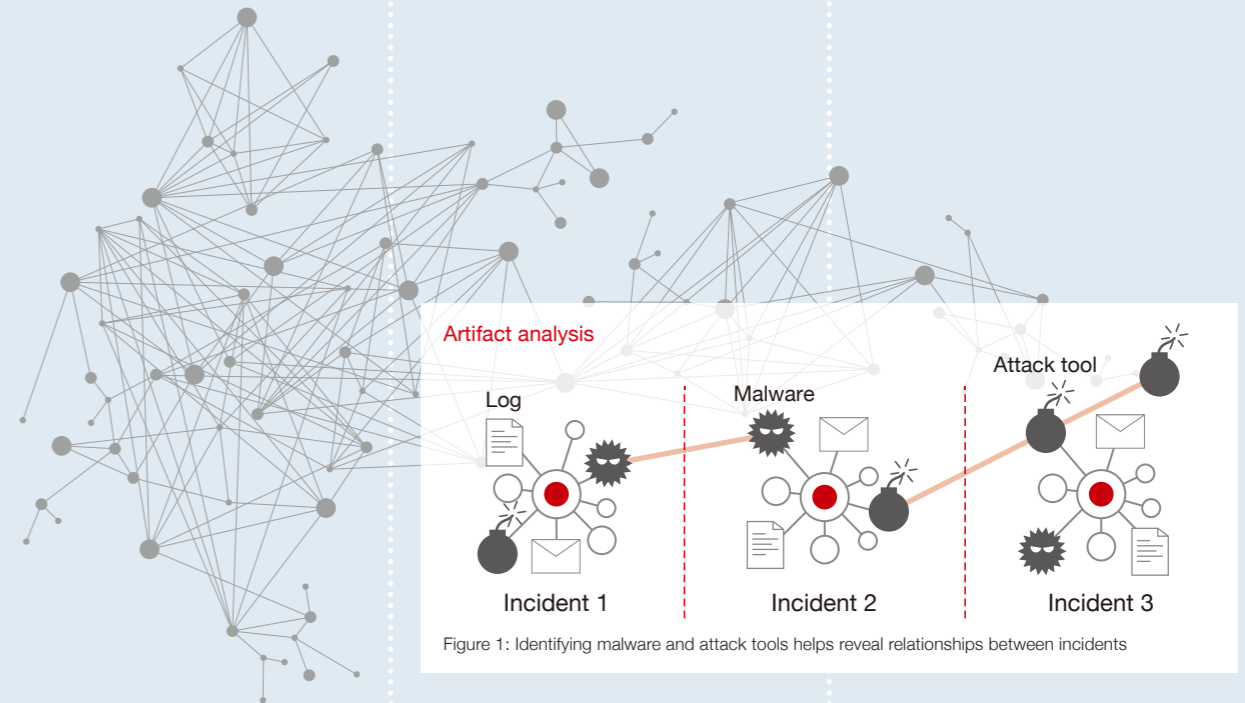 Artifact analysis
Attack tool
Log
Malware
Incident 1
Incident 2
Incident 3
Figure 1: Identifying malware and attack tools helps reveal relationships between incidents